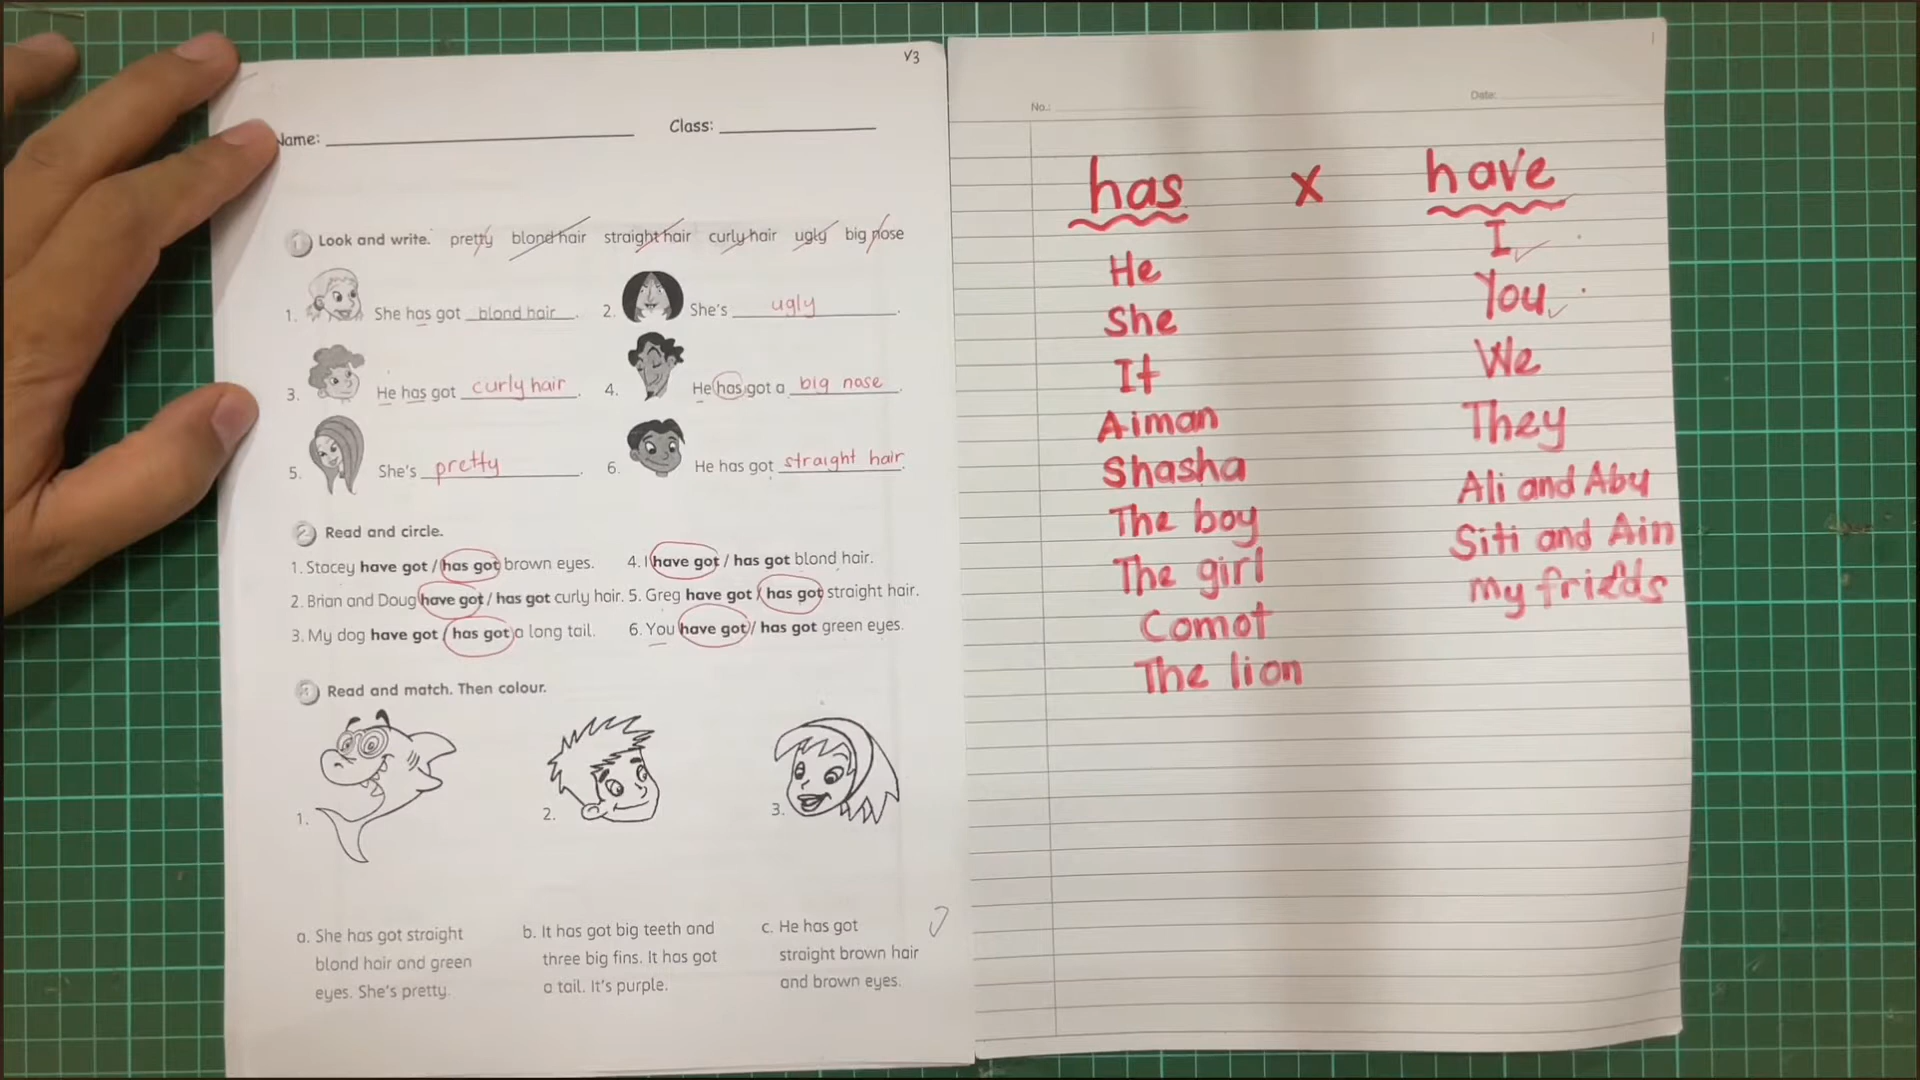 Y3
Name: Class:
1 Look and write. pretty blond hair straight hair curly hair ugly big nose
1. She has got blond hair. 2. She's ugly.
3. He has got curly hair. 4. He has got a big nose.
5. She's pretty. 6. He has got straight hair.
2 Read and circle.
1. Stacey have got / has got brown eyes. 4. I have got / has got blond hair.
2. Brian and Doug have got / has got curly hair. 5. Greg have got / has got straight hair.
3. My dog have got / has got a long tail. 6. You have got / has got green eyes.
3 Read and match. Then colour.
1. 2. 3.
a. She has got straight
blond hair and green
eyes. She's pretty.
b. It has got big teeth and
three big fins. It has got
a tail. It's purple.
c. He has got
straight brown hair
and brown eyes.
No.: Date:
has x have
He
She
It
Aiman
Shasha
The boy
The girl
Comot
The lion
I
You
We
They
Ali and Abu
Siti and Ain
My frieds